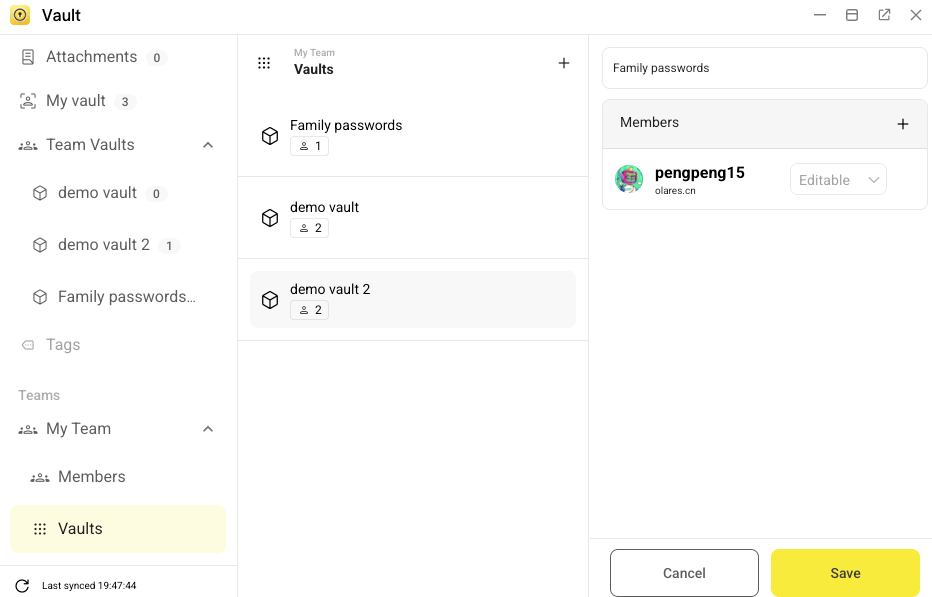 Vault
Attachments 0
My vault 3
Team Vaults
demo vault 0
demo vault 2 1
Family passwords...
Tags
Teams
My Team
Members
Vaults
Last synced 19:47:44
My Team
Vaults
Family passwords
1
demo vault
2
demo vault 2
2
Family passwords
Members
pengpeng15
olares.cn
Editable
Cancel
Save